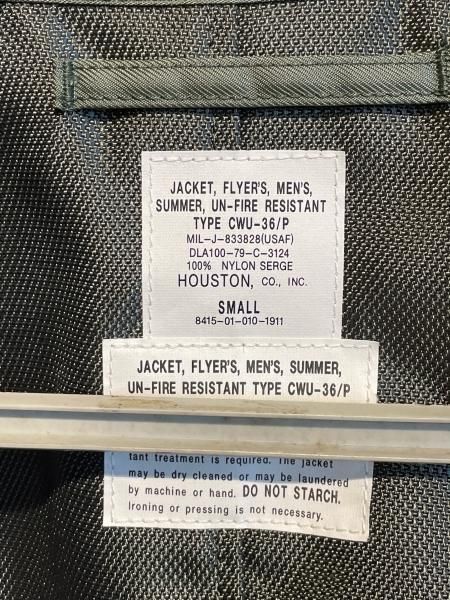 JACKET, FLYER'S, MEN'S,
SUMMER, UN-FIRE RESISTANT
TYPE CWU-36/P
MIL-J-833828(USAF)
DLA100-79-C-3124
100% NYLON SERGE
HOUSTON, CO., INC.
SMALL
8415-01-010-1911
JACKET, FLYER'S, MEN'S, SUMMER,
UN-FIRE RESISTANT TYPE CWU-36/P
tant treatment is required. The jacket
may be dry cleaned or may be laundered
by machine or hand. DO NOT STARCH.
Ironing or pressing is not necessary.